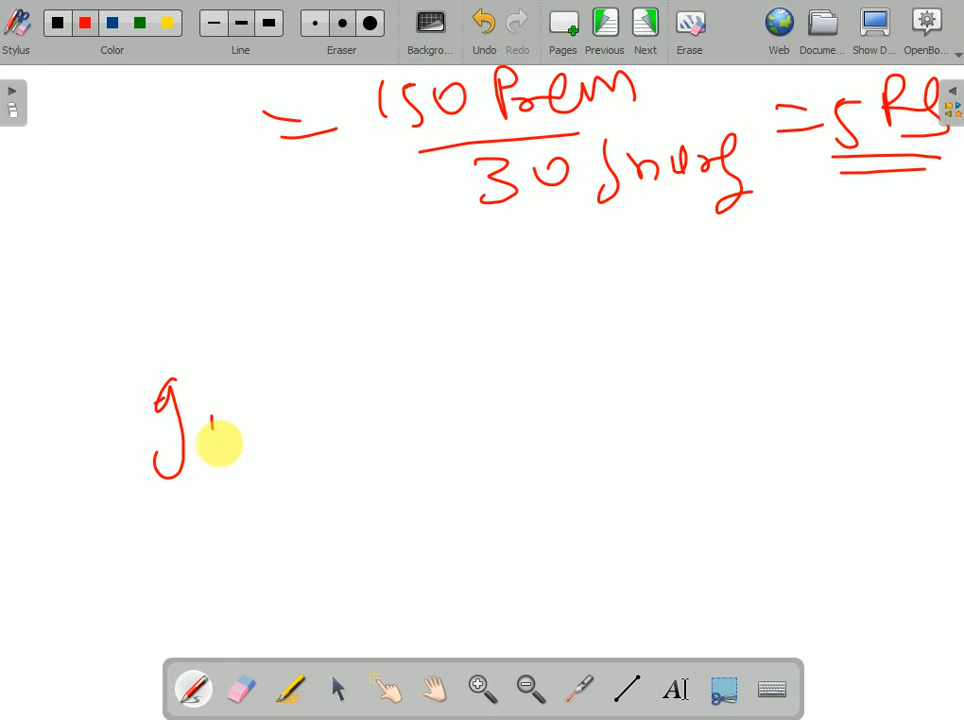 Stylus Color Line Eraser Backgro... Undo Redo Pages Previous Next Erase Web Docume... Show D... OpenBo...
= 150 Prem = 5 Re
30
g